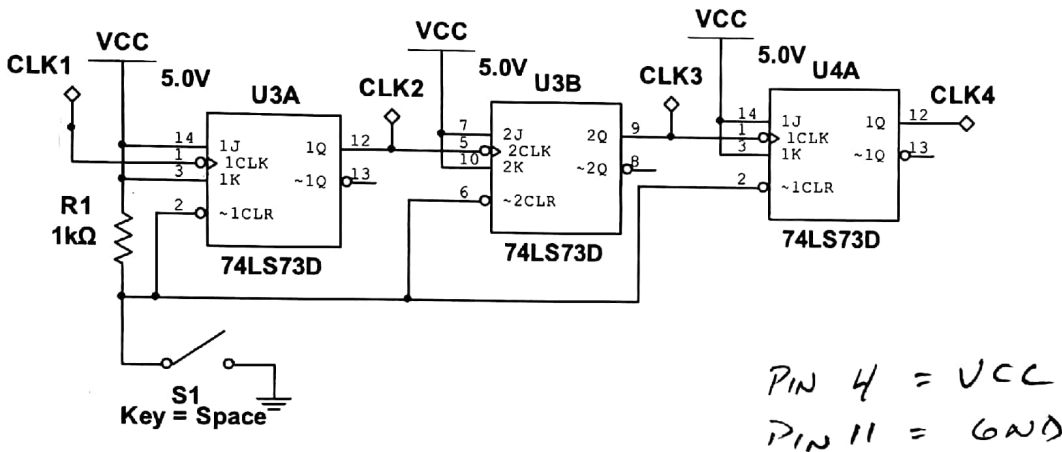 VCC
VCC
VCC
CLK1
5.0V
5.0V
5.0V
U3A
CLK2
U3B
CLK3
U4A
CLK4
14
1J
1Q
12
1
1CLK
3
1K
~1Q
13
2
~1CLR
74LS73D
7
2J
2Q
9
5
2CLK
10
2K
~2Q
8
6
~2CLR
74LS73D
14
1J
1Q
12
1
1CLK
3
1K
~1Q
13
2
~1CLR
74LS73D
R1
1kΩ
S1
Key = Space
PIN 4 = VCC
PIN 11 = GND